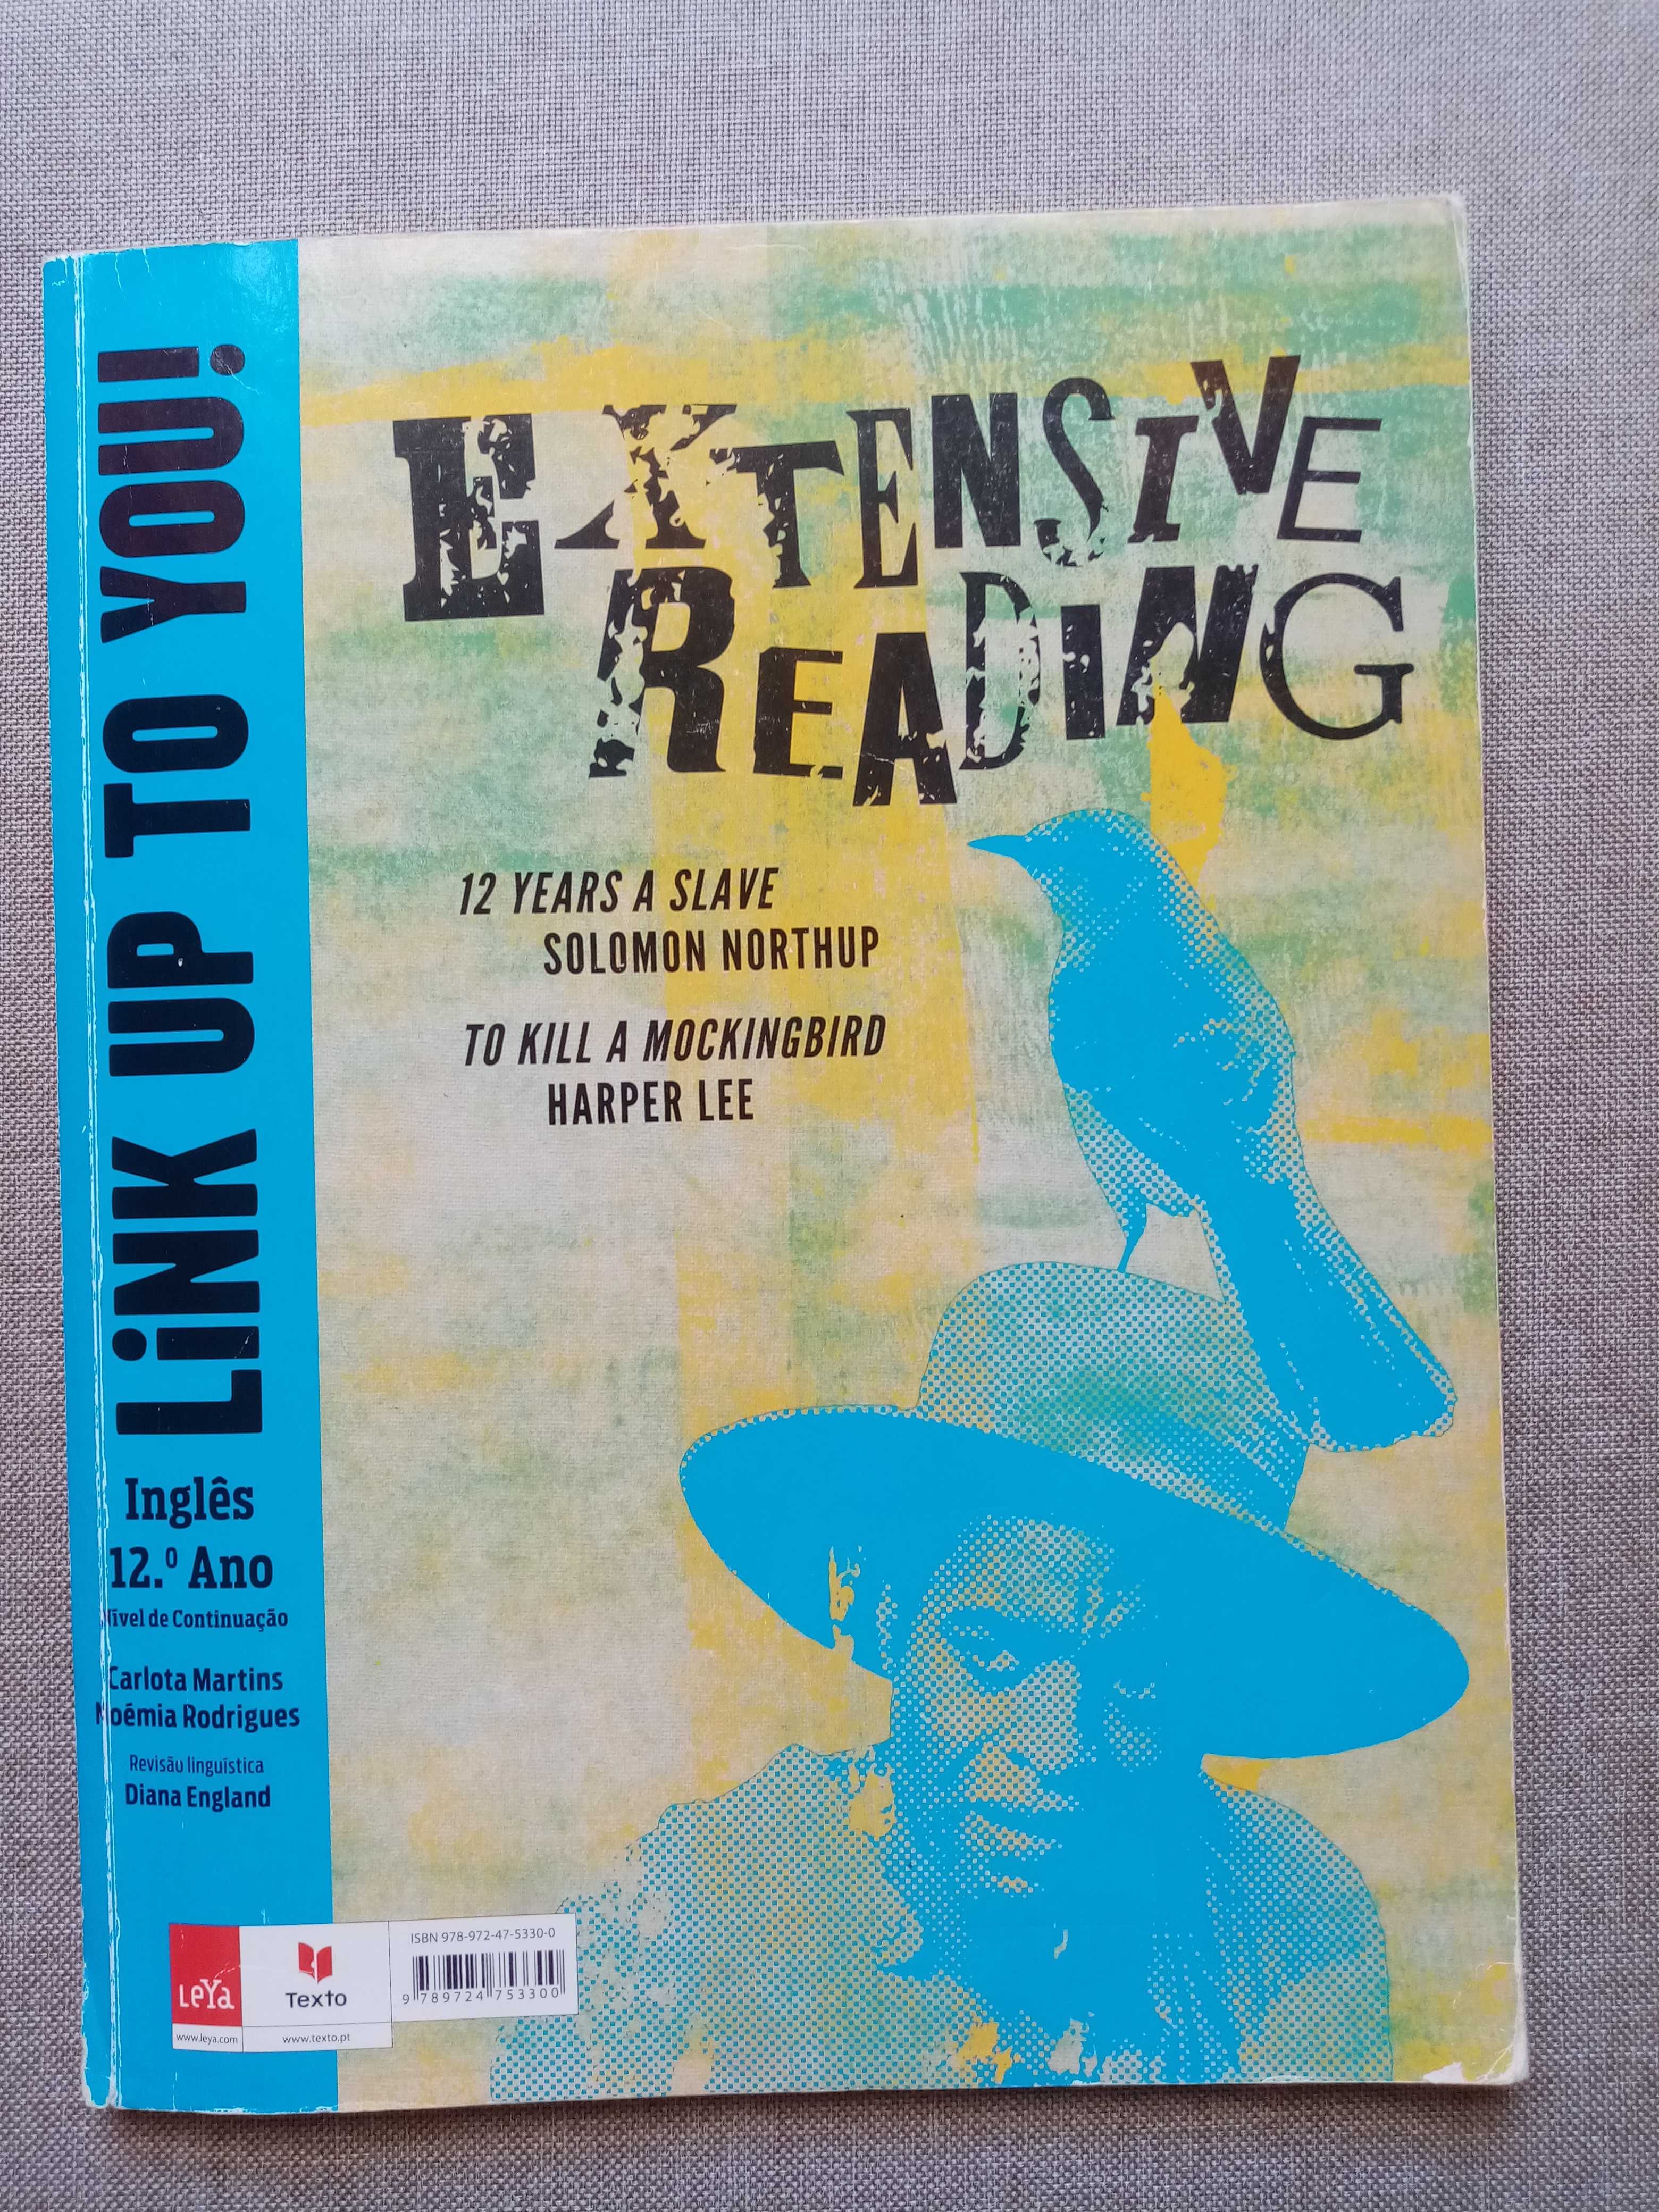 LiNK UP TO YOU!
Inglês
12.º Ano
Nível de Continuação
Carlota Martins
Noémia Rodrigues
Revisão linguística
Diana England
EXTENSIVE
READING
12 YEARS A SLAVE
SOLOMON NORTHUP
TO KILL A MOCKINGBIRD
HARPER LEE
LeYa
www.leya.com
Texto
www.texto.pt
ISBN 978-972-47-5330-0
9 789724 753300